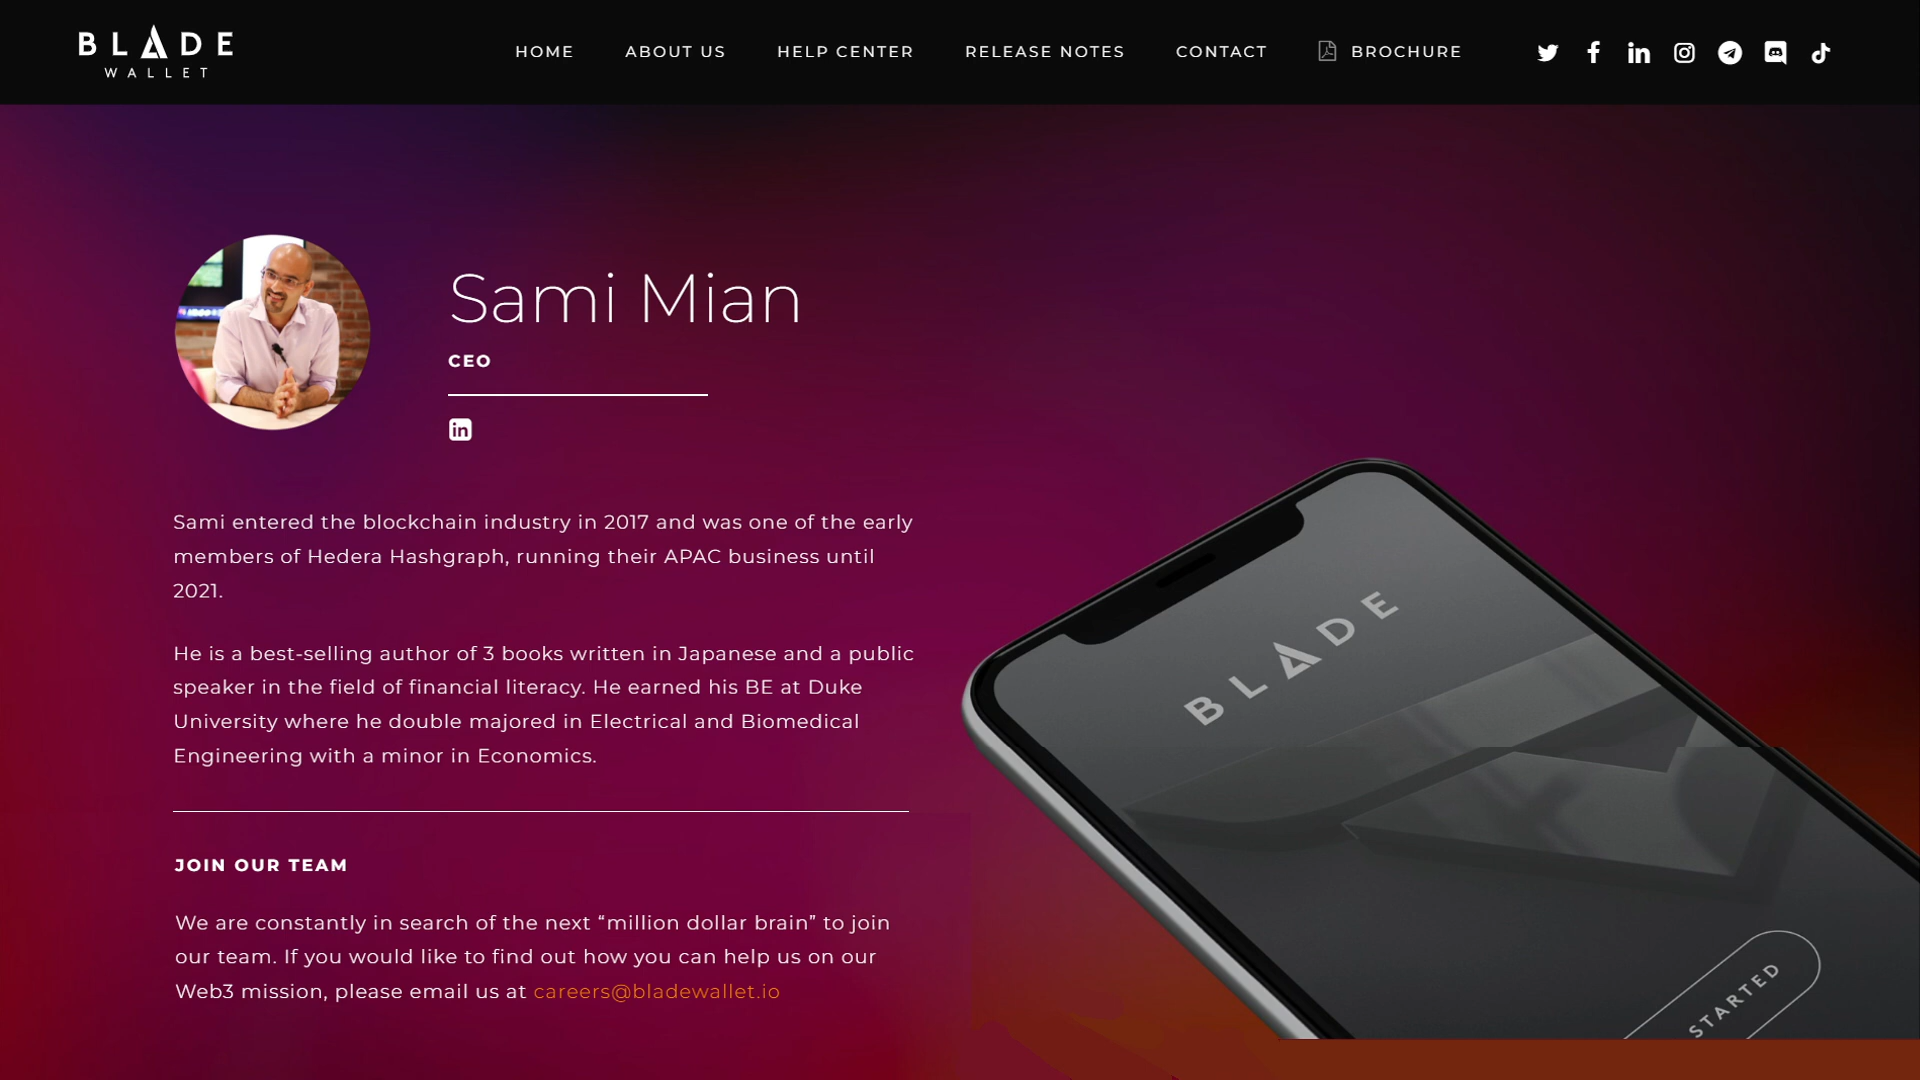 BLADE
WALLET
HOME ABOUT US HELP CENTER RELEASE NOTES CONTACT BROCHURE
Sami Mian
CEO
Sami entered the blockchain industry in 2017 and was one of the early
members of Hedera Hashgraph, running their APAC business until
2021.
He is a best-selling author of 3 books written in Japanese and a public
speaker in the field of financial literacy. He earned his BE at Duke
University where he double majored in Electrical and Biomedical
Engineering with a minor in Economics.
JOIN OUR TEAM
We are constantly in search of the next “million dollar brain” to join
our team. If you would like to find out how you can help us on our
Web3 mission, please email us at careers@bladewallet.io
BLADE
STARTED